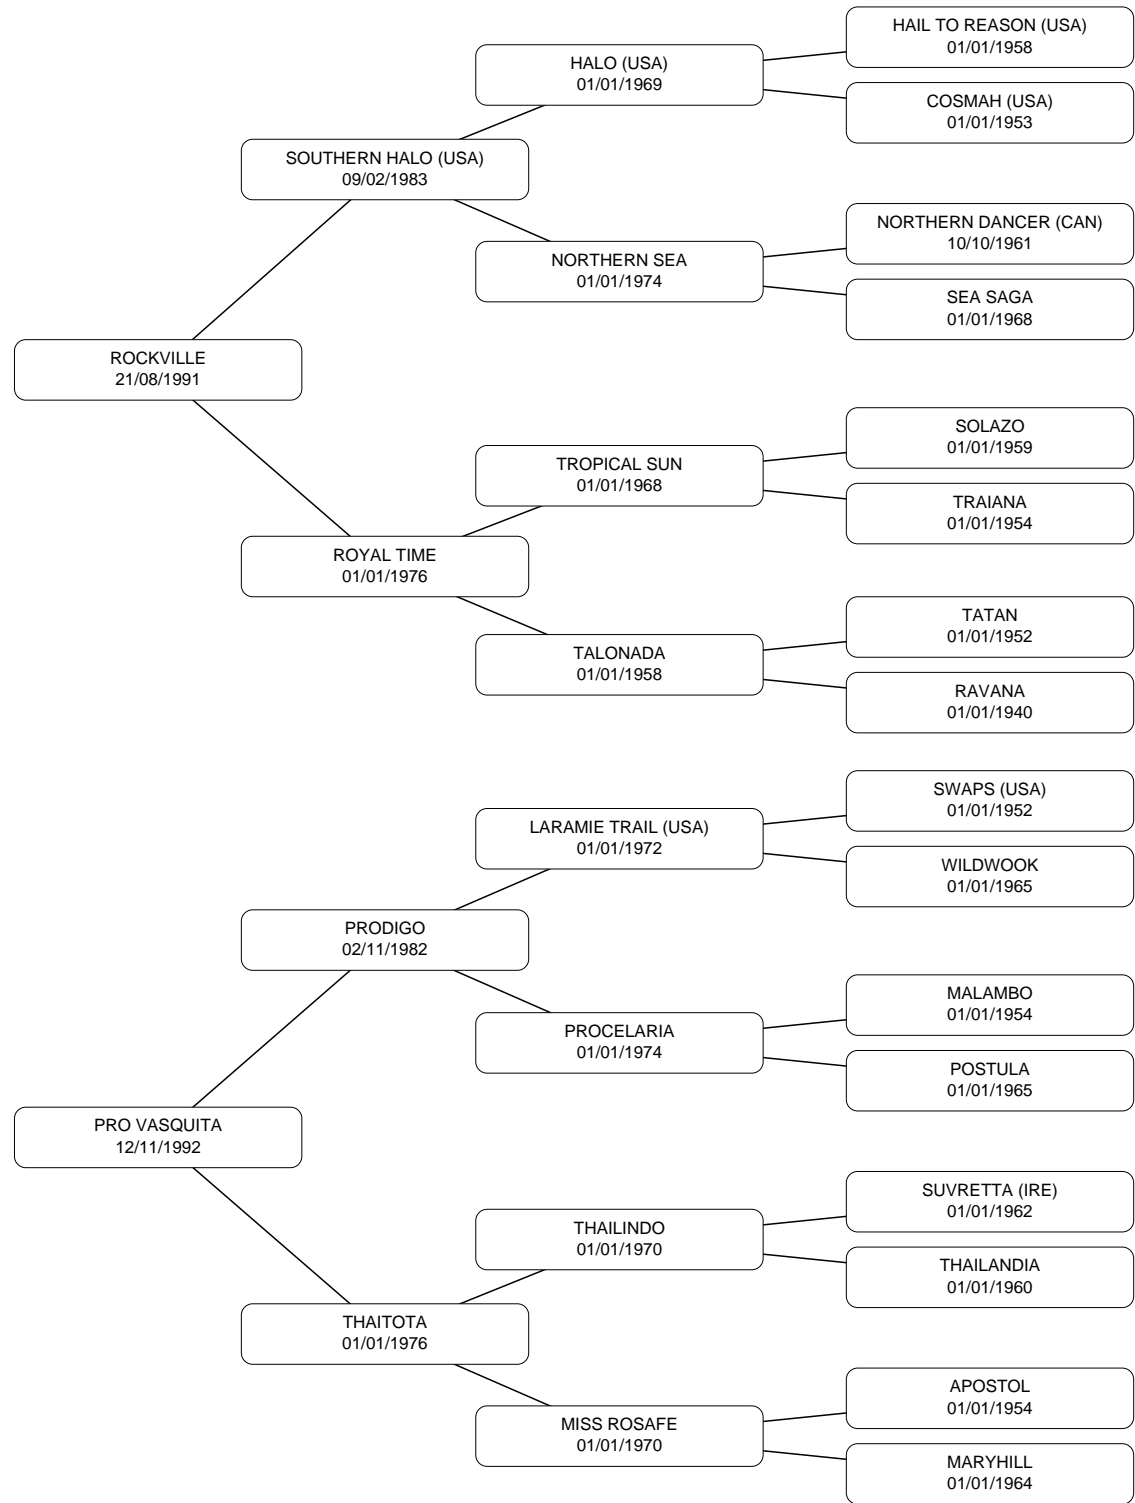 HAIL TO REASON (USA)
01/01/1958
HALO (USA)
01/01/1969
COSMAH (USA)
01/01/1953
SOUTHERN HALO (USA)
09/02/1983
NORTHERN DANCER (CAN)
10/10/1961
NORTHERN SEA
01/01/1974
SEA SAGA
01/01/1968
ROCKVILLE
21/08/1991
SOLAZO
01/01/1959
TROPICAL SUN
01/01/1968
TRAIANA
01/01/1954
ROYAL TIME
01/01/1976
TATAN
01/01/1952
TALONADA
01/01/1958
RAVANA
01/01/1940
SWAPS (USA)
01/01/1952
LARAMIE TRAIL (USA)
01/01/1972
WILDWOOK
01/01/1965
PRODIGO
02/11/1982
MALAMBO
01/01/1954
PROCELARIA
01/01/1974
POSTULA
01/01/1965
PRO VASQUITA
12/11/1992
SUVRETTA (IRE)
01/01/1962
THAILINDO
01/01/1970
THAILANDIA
01/01/1960
THAITOTA
01/01/1976
APOSTOL
01/01/1954
MISS ROSAFE
01/01/1970
MARYHILL
01/01/1964